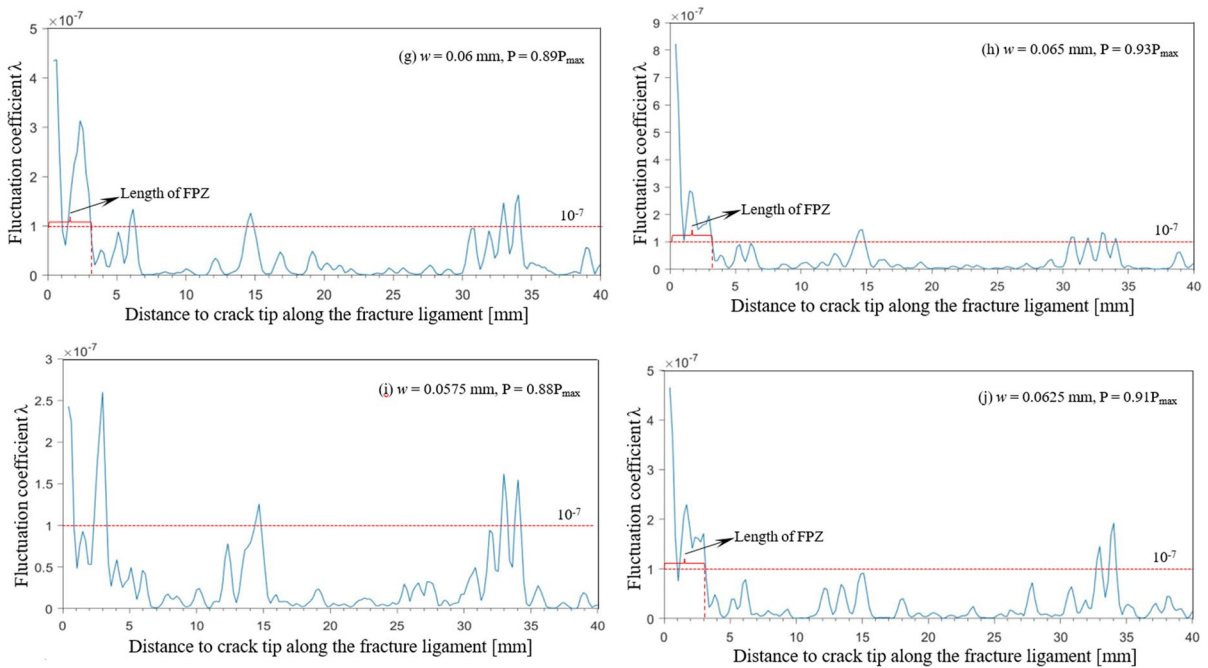 ×10⁻⁷
(g) w = 0.06 mm, P = 0.89Pmax
Fluctuation coefficient λ
5
4
3
2
1
0
Length of FPZ
10⁻⁷
0 5 10 15 20 25 30 35 40
Distance to crack tip along the fracture ligament [mm]
×10⁻⁷
(h) w = 0.065 mm, P = 0.93Pmax
Fluctuation coefficient λ
9
8
7
6
5
4
3
2
1
0
Length of FPZ
10⁻⁷
0 5 10 15 20 25 30 35 40
Distance to crack tip along the fracture ligament [mm]
×10⁻⁷
(i) w = 0.0575 mm, P = 0.88Pmax
Fluctuation coefficient λ
3
2.5
2
1.5
1
0.5
0
10⁻⁷
0 5 10 15 20 25 30 35 40
Distance to crack tip along the fracture ligament [mm]
×10⁻⁷
(j) w = 0.0625 mm, P = 0.91Pmax
Fluctuation coefficient λ
5
4
3
2
1
0
Length of FPZ
10⁻⁷
0 5 10 15 20 25 30 35 40
Distance to crack tip along the fracture ligament [mm]